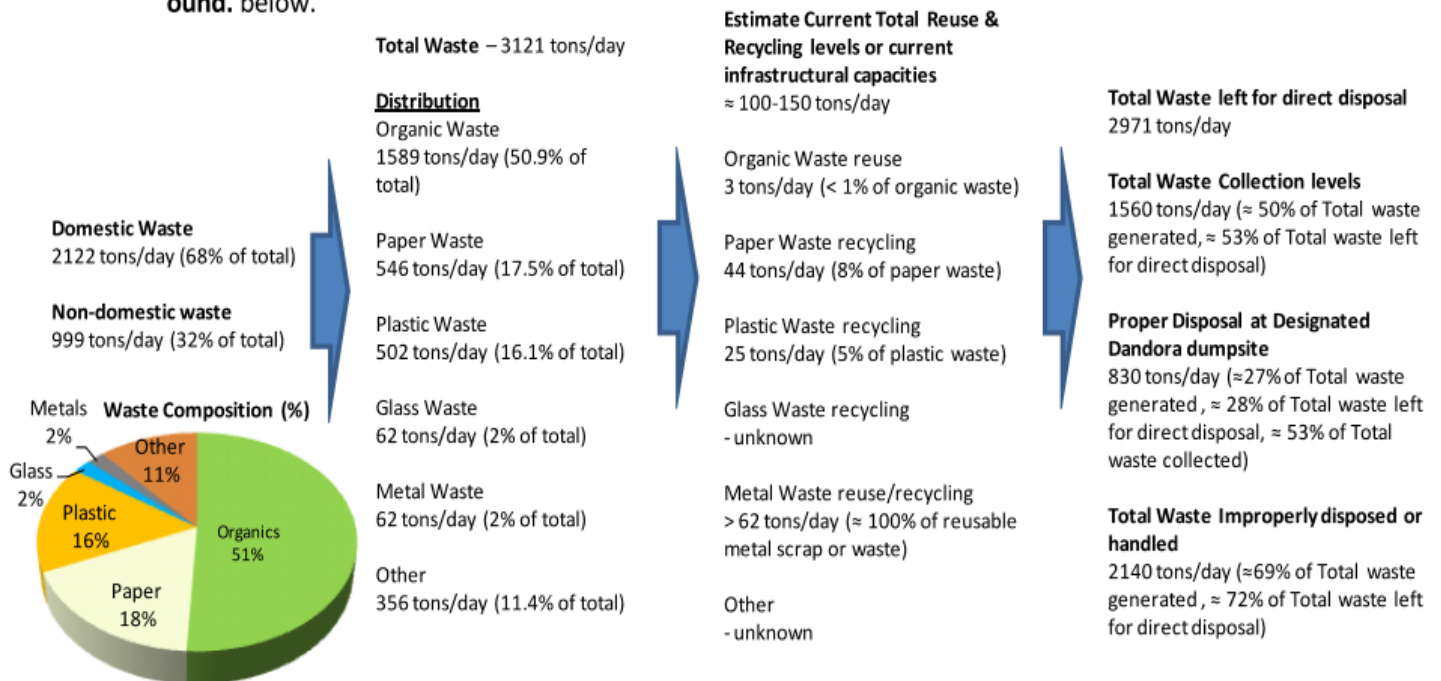 ound. below.
Domestic Waste
2122 tons/day (68% of total)
Non-domestic waste
999 tons/day (32% of total)
Waste Composition (%)
Metals
2%
Other
11%
Glass
2%
Plastic
16%
Organics
51%
Paper
18%
Total Waste – 3121 tons/day
Distribution
Organic Waste
1589 tons/day (50.9% of
total)
Paper Waste
546 tons/day (17.5% of total)
Plastic Waste
502 tons/day (16.1% of total)
Glass Waste
62 tons/day (2% of total)
Metal Waste
62 tons/day (2% of total)
Other
356 tons/day (11.4% of total)
Estimate Current Total Reuse &
Recycling levels or current
infrastructural capacities
≈ 100-150 tons/day
Organic Waste reuse
3 tons/day (< 1% of organic waste)
Paper Waste recycling
44 tons/day (8% of paper waste)
Plastic Waste recycling
25 tons/day (5% of plastic waste)
Glass Waste recycling
- unknown
Metal Waste reuse/recycling
> 62 tons/day (≈ 100% of reusable
metal scrap or waste)
Other
- unknown
Total Waste left for direct disposal
2971 tons/day
Total Waste Collection levels
1560 tons/day (≈ 50% of Total waste
generated, ≈ 53% of Total waste left
for direct disposal)
Proper Disposal at Designated
Dandora dumpsite
830 tons/day (≈27% of Total waste
generated , ≈ 28% of Total waste left
for direct disposal, ≈ 53% of Total
waste collected)
Total Waste Improperly disposed or
handled
2140 tons/day (≈69% of Total waste
generated , ≈ 72% of Total waste left
for direct disposal)